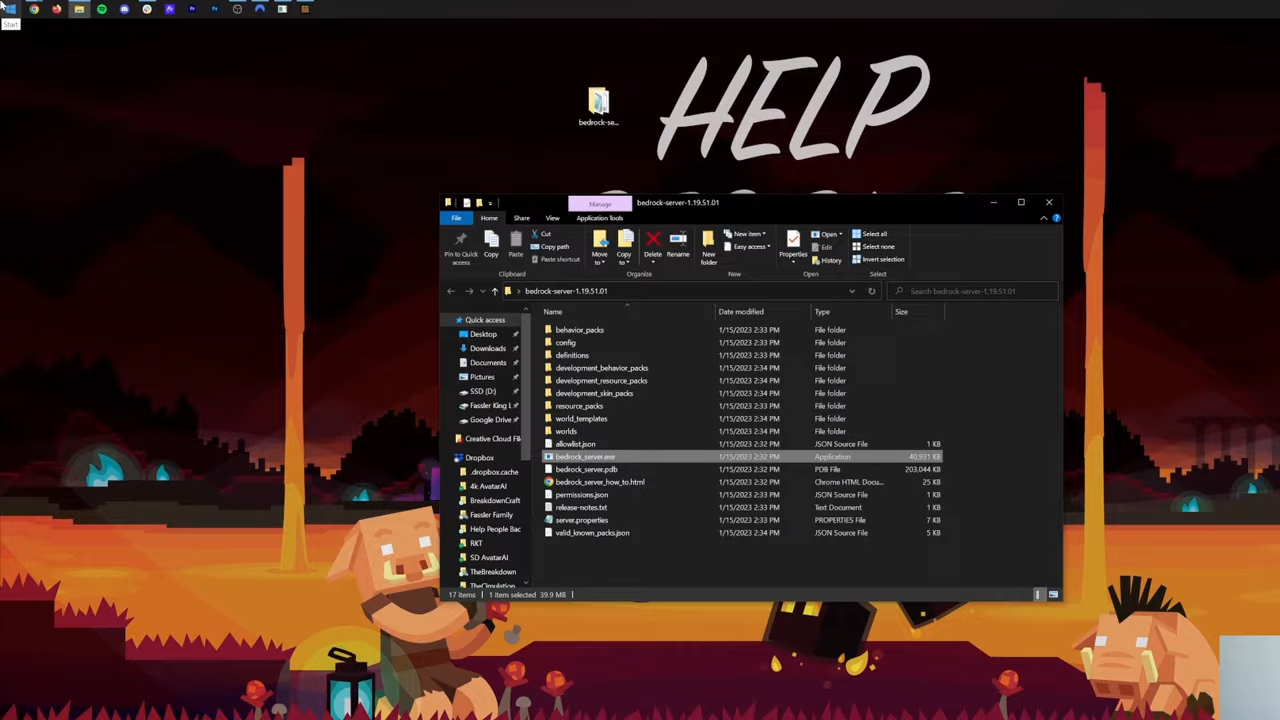 Start
HELP
bedrock-se...
Manage
bedrock-server-1.19.51.01
File
Home
Share
View
Application Tools
Pin to Quick access
Copy
Paste
Cut
Copy path
Paste shortcut
Clipboard
Move to
Copy to
Delete
Rename
Organize
New folder
New item
Easy access
New
Properties
Open
Edit
History
Open
Select all
Select none
Invert selection
Select
bedrock-server-1.19.51.01
Search bedrock-server-1.19.51.01
Name Date modified Type Size
Quick access
Desktop
Downloads
Documents
Pictures
SSD (D:)
Fassler King L
Google Drive
Creative Cloud Fil
Dropbox
.dropbox.cache
4k AvatarAI
BreakdownCraft
Fassler Family
Help People Bac
RKT
SD AvatarAI
TheBreakdown
behavior_packs 1/15/2023 2:33 PM File folder
config 1/15/2023 2:33 PM File folder
definitions 1/15/2023 2:33 PM File folder
development_behavior_packs 1/15/2023 2:34 PM File folder
development_resource_packs 1/15/2023 2:34 PM File folder
development_skin_packs 1/15/2023 2:34 PM File folder
resource_packs 1/15/2023 2:33 PM File folder
world_templates 1/15/2023 2:34 PM File folder
worlds 1/15/2023 2:34 PM File folder
allowlist.json 1/15/2023 2:32 PM JSON Source File 1 KB
bedrock_server.exe 1/15/2023 2:32 PM Application 40,931 KB
bedrock_server.pdb 1/15/2023 2:32 PM PDB File 203,044 KB
bedrock_server_how_to.html 1/15/2023 2:32 PM Chrome HTML Docu... 25 KB
permissions.json 1/15/2023 2:32 PM JSON Source File 1 KB
release-notes.txt 1/15/2023 2:32 PM Text Document 1 KB
server.properties 1/15/2023 2:32 PM PROPERTIES File 7 KB
valid_known_packs.json 1/15/2023 2:32 PM JSON Source File 5 KB
17 items 1 item selected 39.9 MB